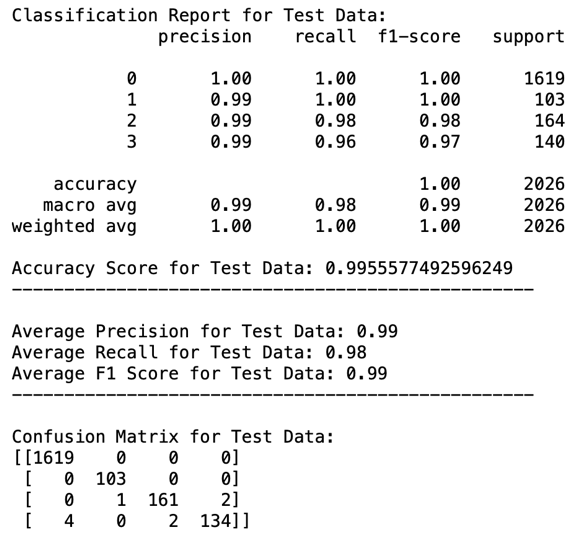 Classification Report for Test Data:
precision recall f1-score support
0 1.00 1.00 1.00 1619
1 0.99 1.00 1.00 103
2 0.99 0.98 0.98 164
3 0.99 0.96 0.97 140
accuracy 1.00 2026
macro avg 0.99 0.98 0.99 2026
weighted avg 1.00 1.00 1.00 2026
Accuracy Score for Test Data: 0.9955577492596249
--------------------------------------------------
Average Precision for Test Data: 0.99
Average Recall for Test Data: 0.98
Average F1 Score for Test Data: 0.99
--------------------------------------------------
Confusion Matrix for Test Data:
[[1619 0 0 0]
[ 0 103 0 0]
[ 0 1 161 2]
[ 4 0 2 134]]